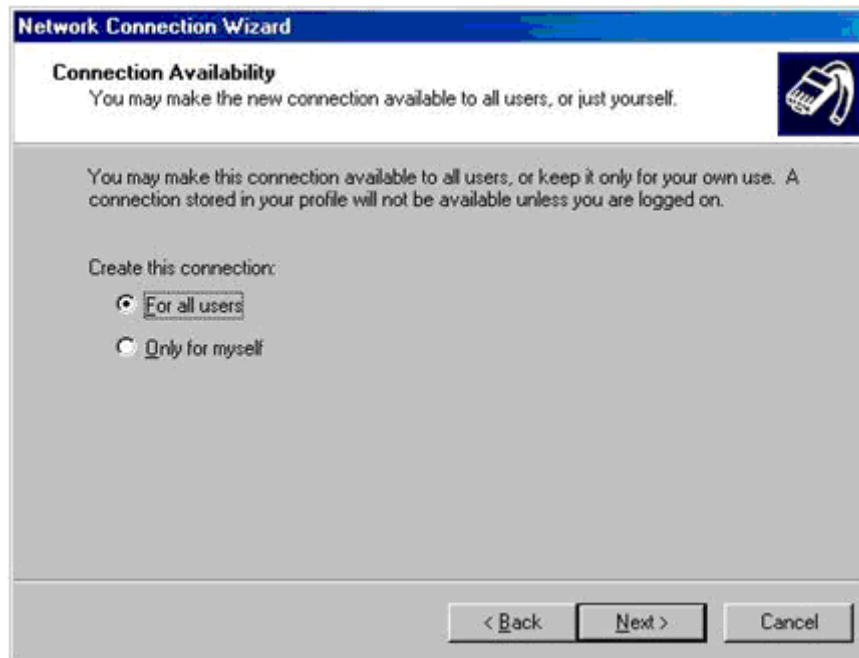 Network Connection Wizard
Connection Availability
You may make the new connection available to all users, or just yourself.
You may make this connection available to all users, or keep it only for your own use. A
connection stored in your profile will not be available unless you are logged on.
Create this connection:
For all users
Only for myself
< Back Next > Cancel